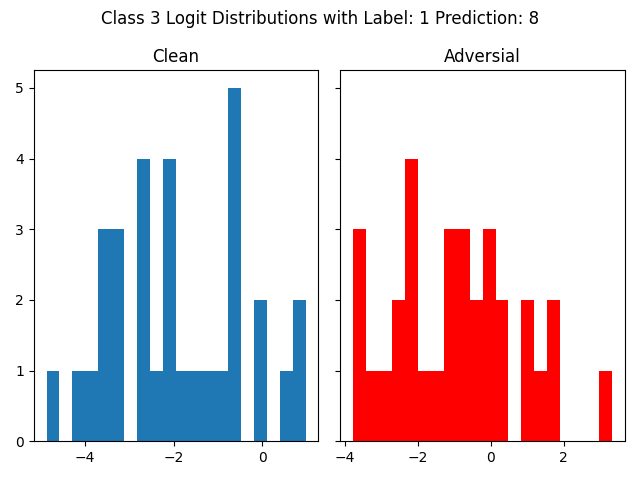 Class 3 Logit Distributions with Label: 1 Prediction: 8
Clean
Adversial
5
4
3
2
1
0
−4 −2 0
−4 −2 0 2